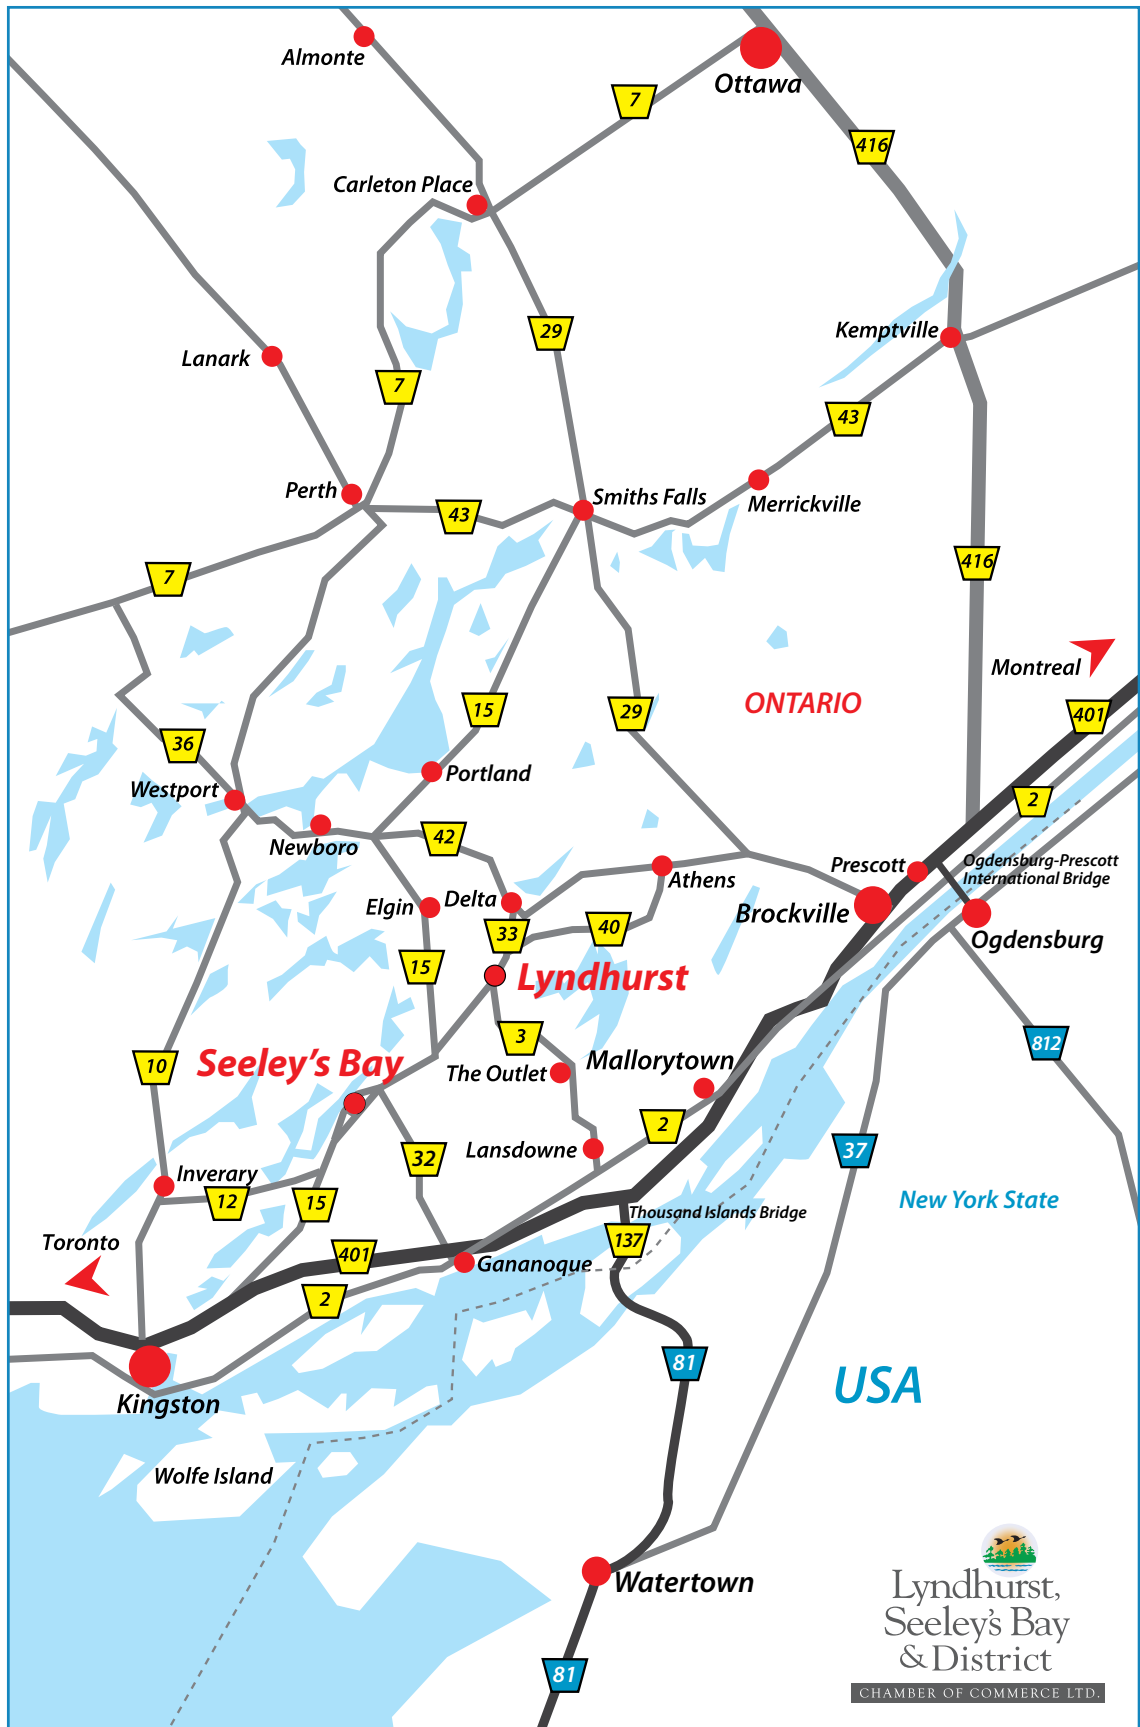 Almonte
Ottawa
7
416
Carleton Place
29
Kemptville
Lanark
7
43
Perth
Smiths Falls
Merrickville
43
416
7
Montreal
ONTARIO
15
29
401
36
Portland
Westport
2
42
Newboro
Ogdensburg-Prescott
International Bridge
Prescott
Athens
Elgin
Delta
Brockville
33
40
Ogdensburg
15
Lyndhurst
3
812
Seeley's Bay
Mallorytown
10
The Outlet
2
37
Lansdowne
32
Inverary
12
15
New York State
Thousand Islands Bridge
Toronto
137
401
Gananoque
2
81
USA
Kingston
Wolfe Island
Watertown
81
Lyndhurst,
Seeley's Bay
& District
CHAMBER OF COMMERCE LTD.